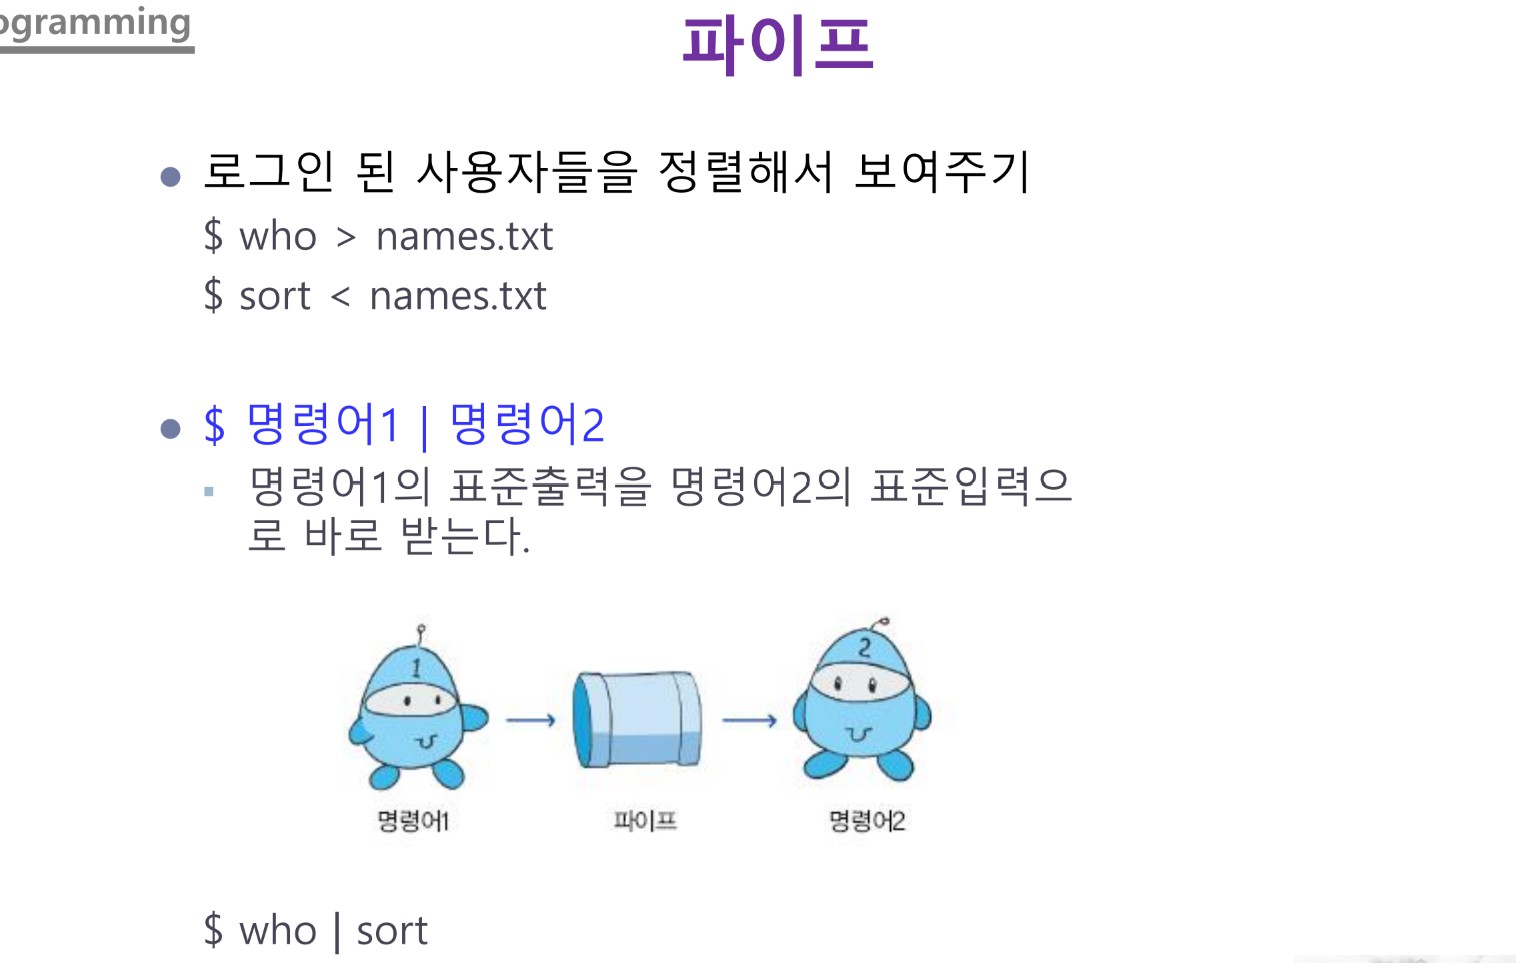 ogramming
파이프
로그인 된 사용자들을 정렬해서 보여주기
$ who > names.txt
$ sort < names.txt
$ 명령어1 | 명령어2
명령어1의 표준출력을 명령어2의 표준입력으
로 바로 받는다.
1
2
명령어1
파이프
명령어2
$ who | sort